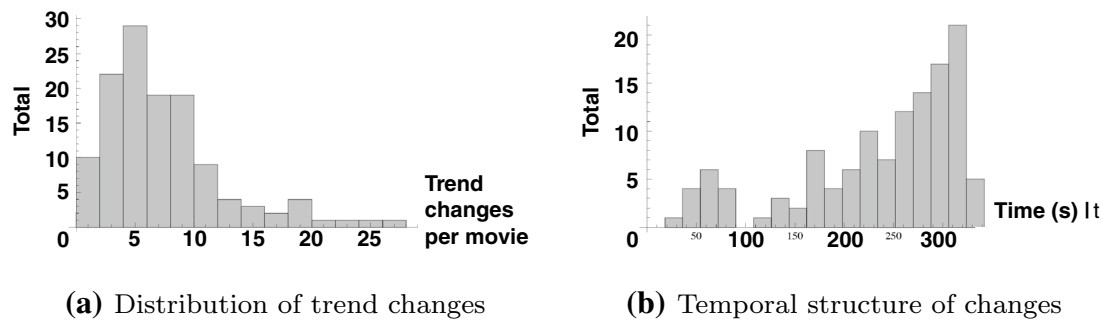 30
25
20
15
10
5
0
Total
5 10 15 20 25
Trend
changes
per movie
20
15
10
5
0
Total
50 100 150 200 250 300
Time (s) lt
(a) Distribution of trend changes
(b) Temporal structure of changes